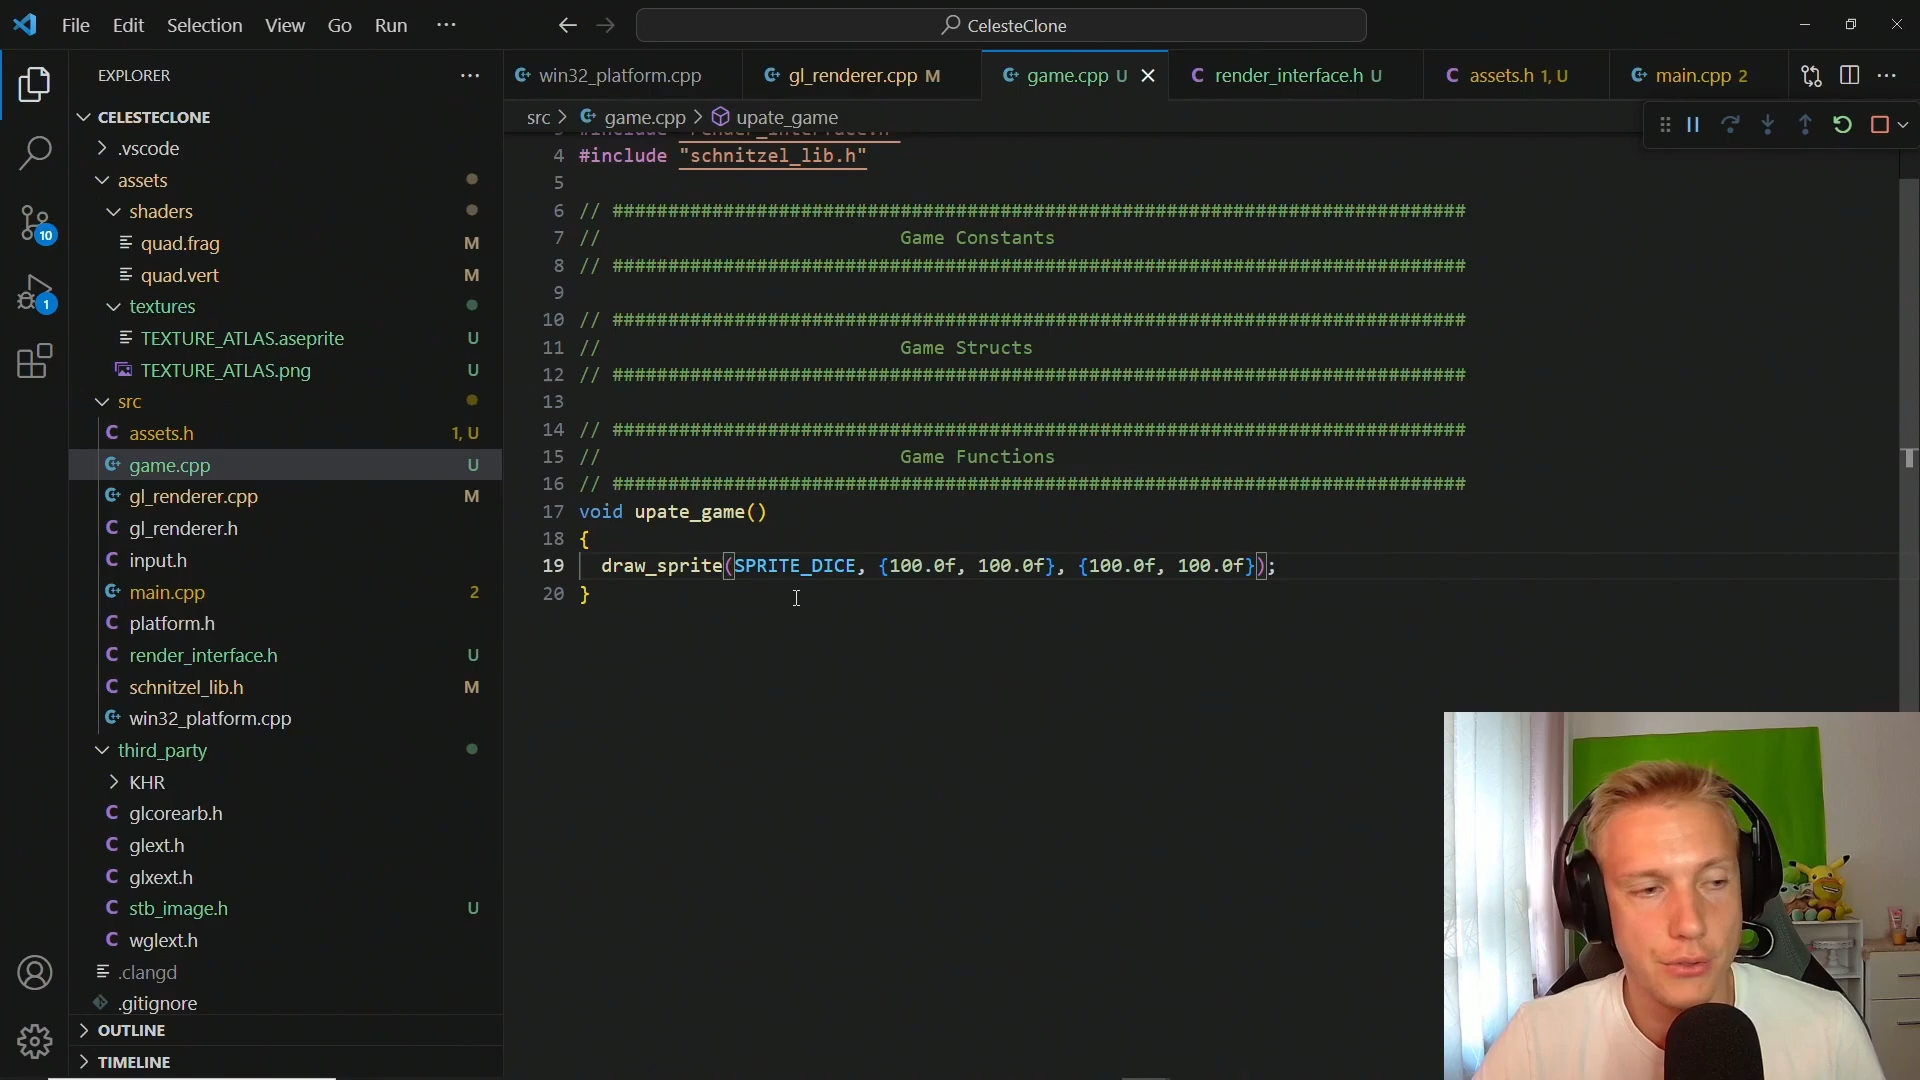 File Edit Selection View Go Run ···
CelesteClone
EXPLORER ···
CELESTECLONE
.vscode
assets
shaders
quad.frag M
quad.vert M
textures
TEXTURE_ATLAS.aseprite U
TEXTURE_ATLAS.png U
src
assets.h 1, U
game.cpp U
gl_renderer.cpp M
gl_renderer.h
input.h
main.cpp 2
platform.h
render_interface.h U
schnitzel_lib.h M
win32_platform.cpp
third_party
KHR
glcorearb.h
glext.h
glxext.h
stb_image.h U
wglext.h
.clangd
.gitignore
OUTLINE
TIMELINE
10
1
win32_platform.cpp gl_renderer.cpp M game.cpp U render_interface.h U assets.h 1, U main.cpp 2 ···
src > game.cpp > upate_game
3 #include "render_interface.h"
4 #include "schnitzel_lib.h"
5
6 // #############################################################################
7 // Game Constants
8 // #############################################################################
9
10 // #############################################################################
11 // Game Structs
12 // #############################################################################
13
14 // #############################################################################
15 // Game Functions
16 // #############################################################################
17 void upate_game()
18 {
19 draw_sprite(SPRITE_DICE, {100.0f, 100.0f}, {100.0f, 100.0f});
20 }